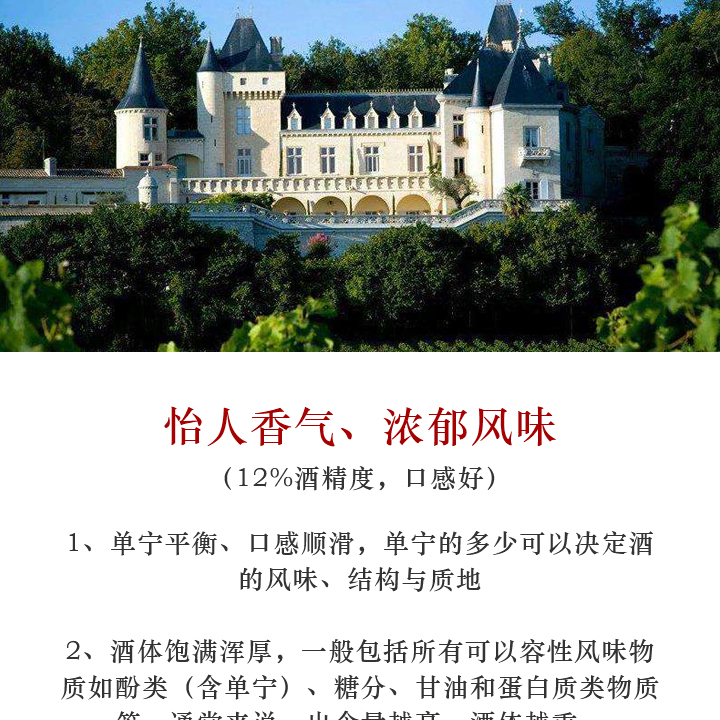 怡人香气、浓郁风味
（12%酒精度，口感好）
1、单宁平衡、口感顺滑，单宁的多少可以决定酒
的风味、结构与质地
2、酒体饱满浑厚，一般包括所有可以容性风味物
质如酚类（含单宁）、糖分、甘油和蛋白质类物质